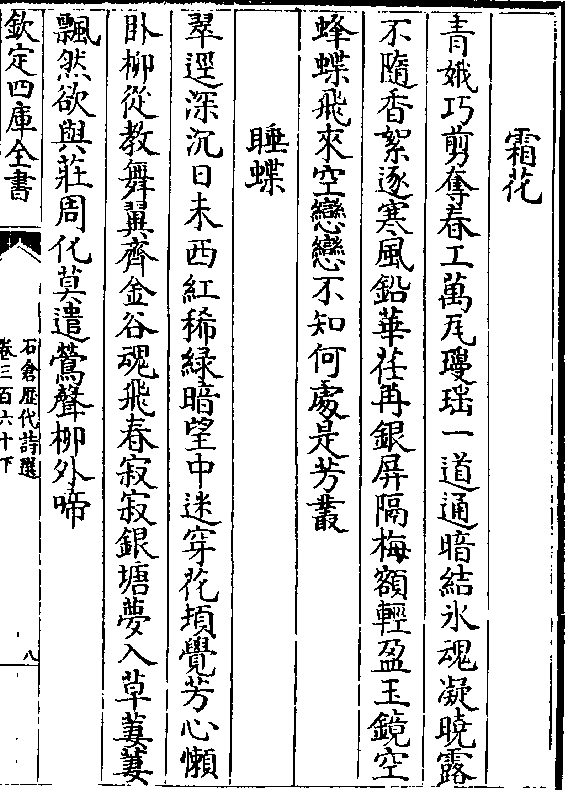 霜花
青娥巧剪奪春工萬瓦璦瑤一道通暗結氷魂凝曉露
不隨香絮逐寒風鉛華荏苒銀屏隔梅額輕盈玉鏡空
蜂蝶飛來空戀戀不知何處是芳叢
睡蝶
翠逕深沉日未西紅稀緑暗望中迷穿花頃覺芳心懶
卧柳從教舞翼齊金谷魂飛春寂寂銀塘夢入草萋萋
飄然欲與莊周化莫遣鶯聲柳外啼
欽定四庫全書
石倉歷代詩選
卷三百六十下
八